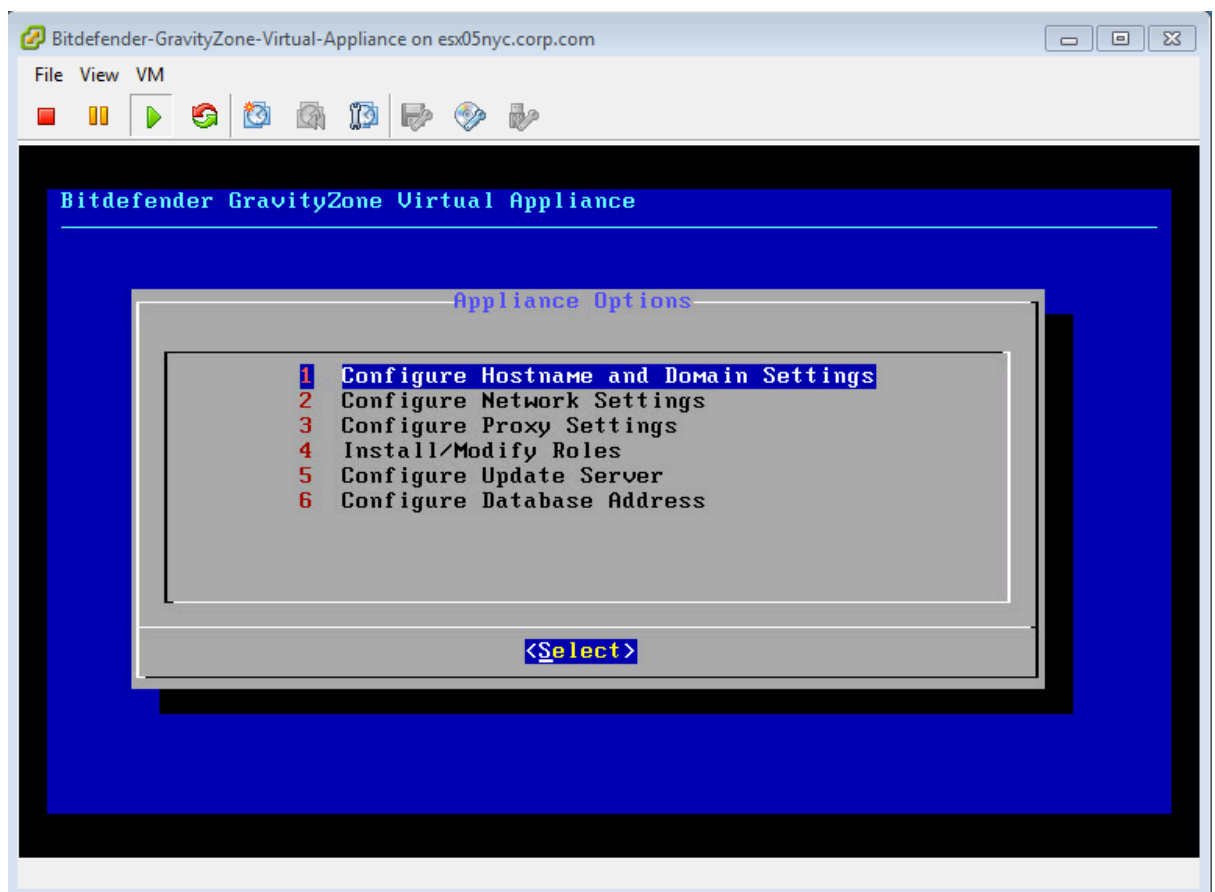 Bitdefender-GravityZone-Virtual-Appliance on esx05nyc.corp.com
File View VM
Bitdefender GravityZone Virtual Appliance
Appliance Options
1 Configure Hostname and Domain Settings
2 Configure Network Settings
3 Configure Proxy Settings
4 Install/Modify Roles
5 Configure Update Server
6 Configure Database Address
<Select>